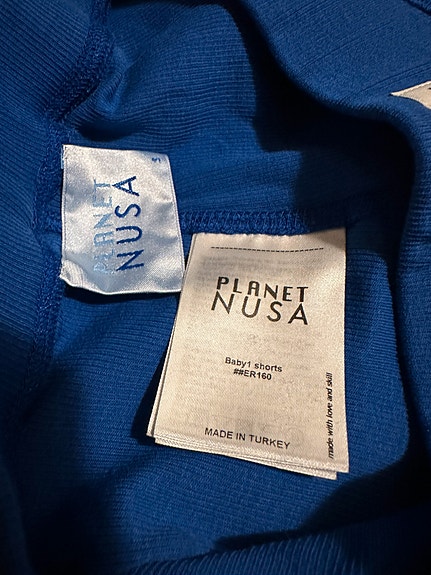 PLANET
NUSA
S
PLANET
NUSA
Baby1 shorts
##ER160
MADE IN TURKEY
made with love and skill